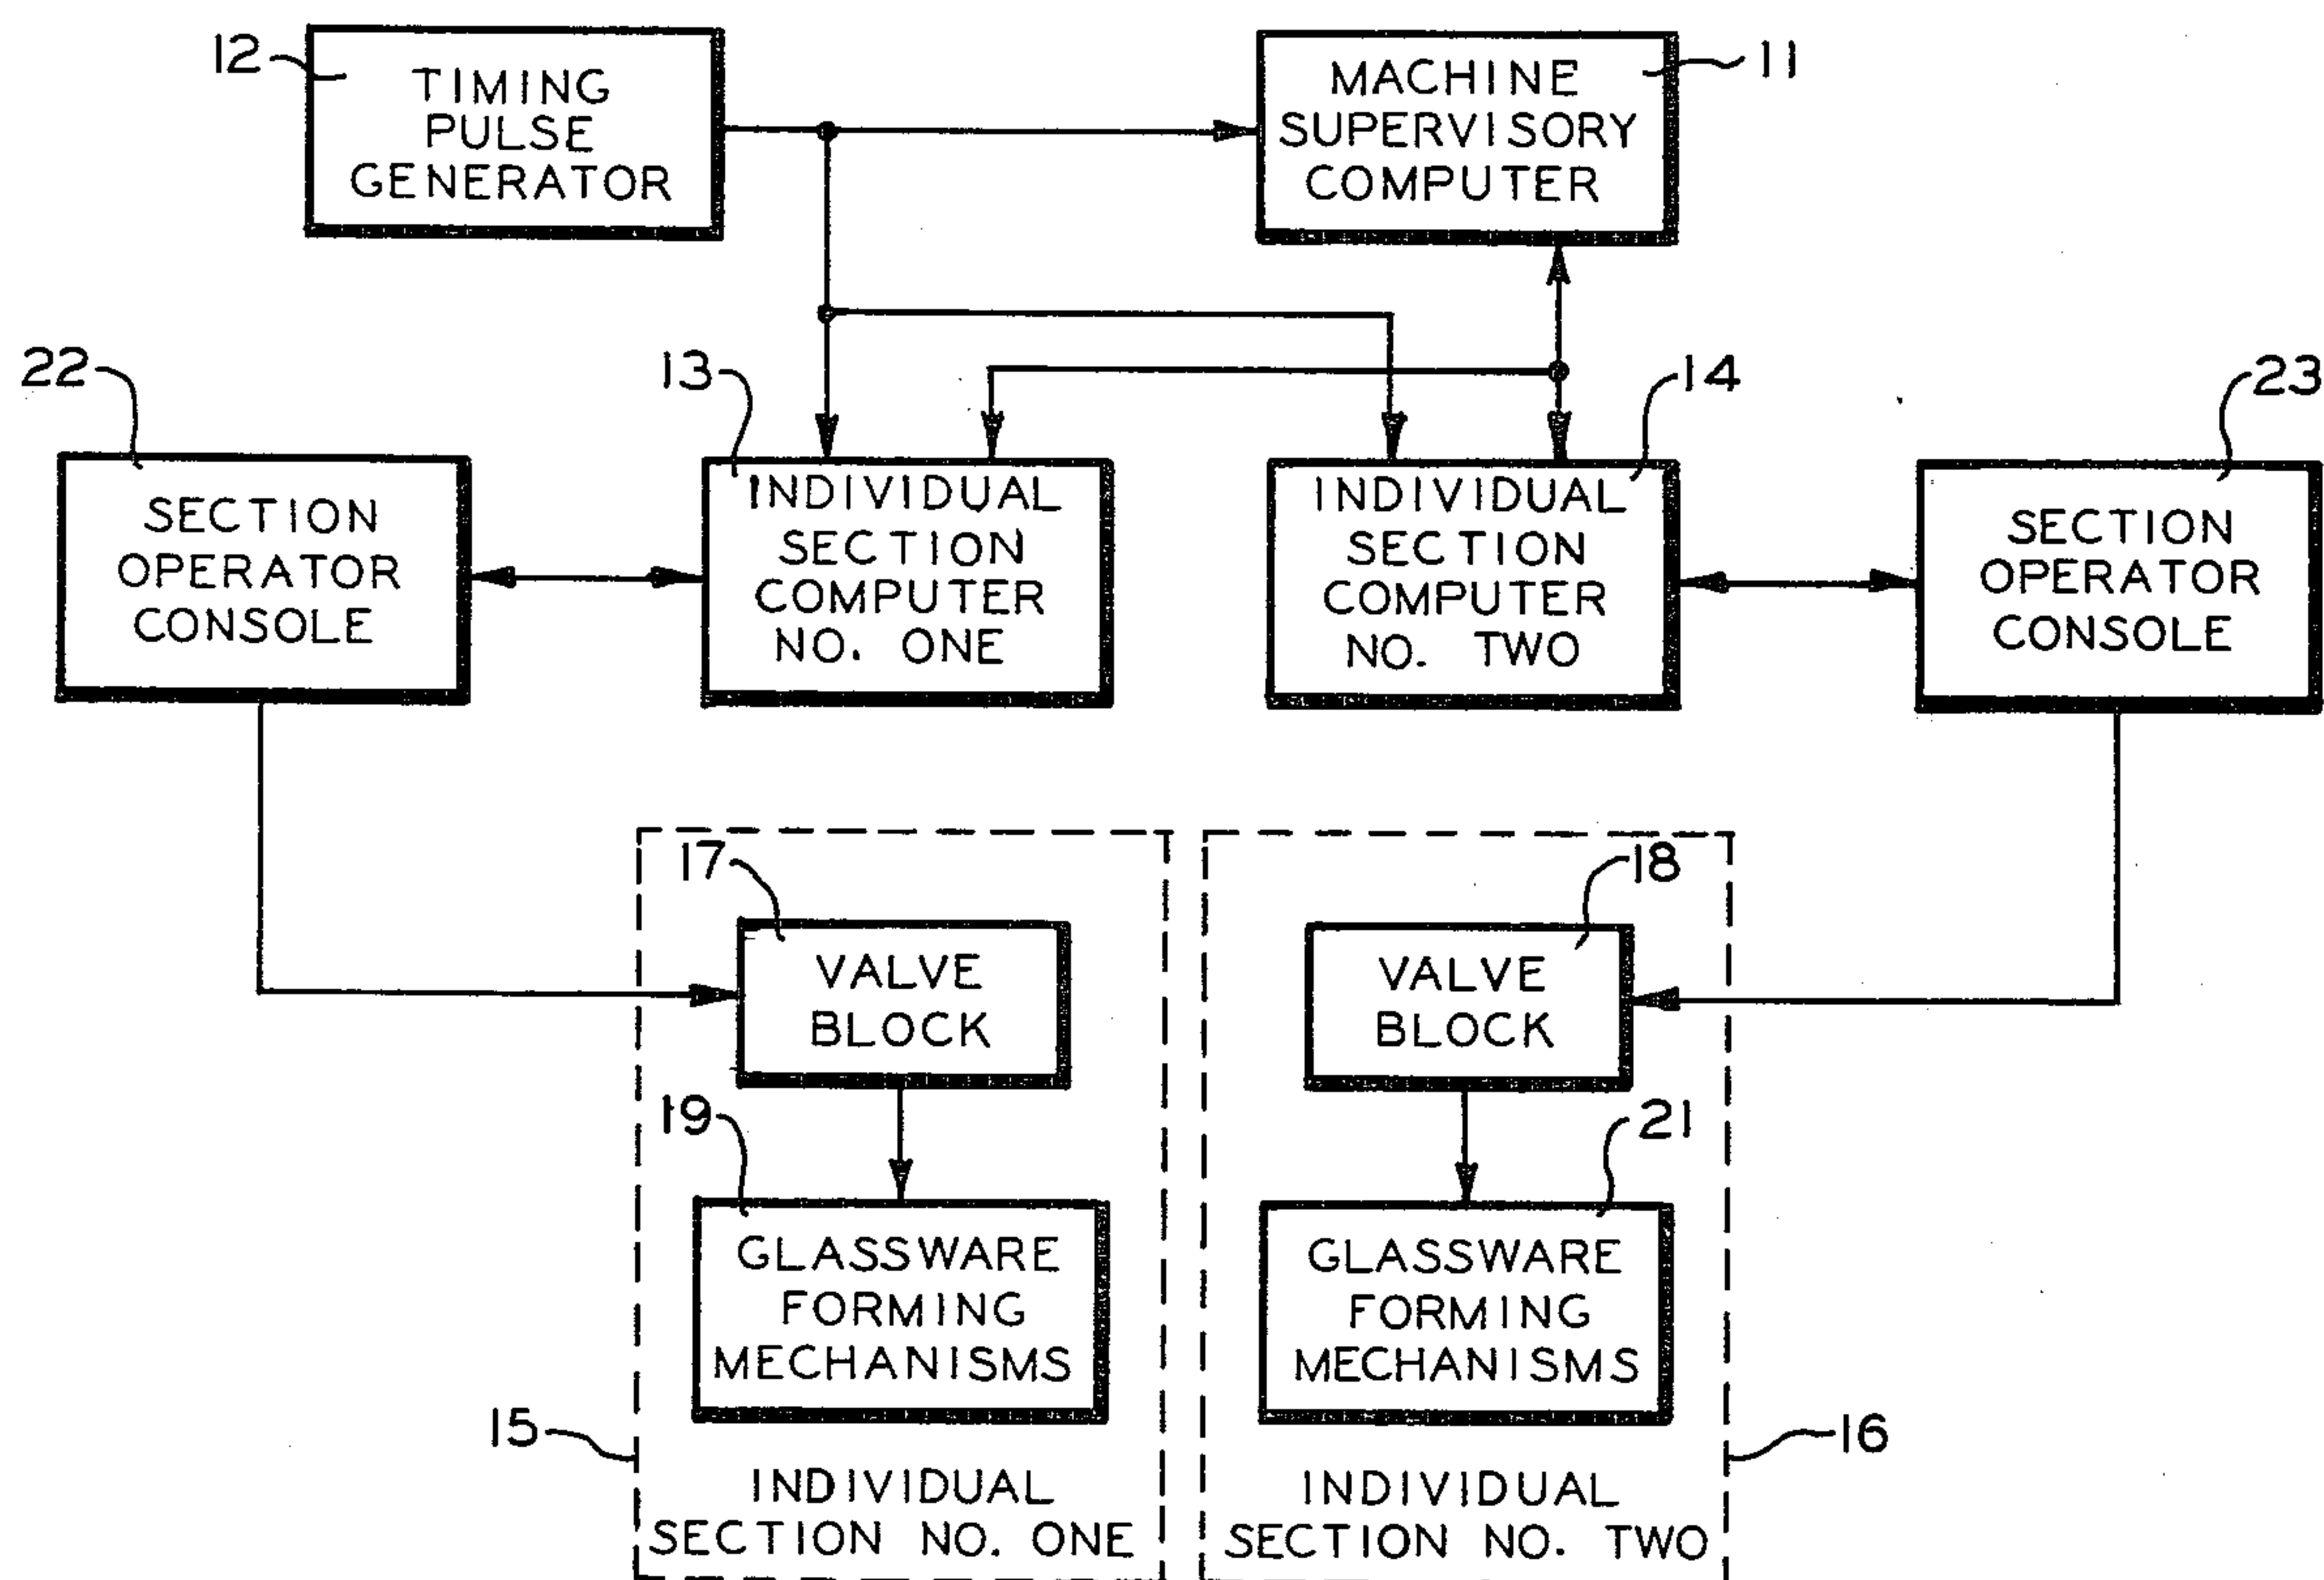 12
TIMING
PULSE
GENERATOR
MACHINE
SUPERVISORY
COMPUTER
11
22
SECTION
OPERATOR
CONSOLE
13
INDIVIDUAL
SECTION
COMPUTER
NO. ONE
14
INDIVIDUAL
SECTION
COMPUTER
NO. TWO
23
SECTION
OPERATOR
CONSOLE
17
VALVE
BLOCK
18
VALVE
BLOCK
19
GLASSWARE
FORMING
MECHANISMS
21
GLASSWARE
FORMING
MECHANISMS
15
INDIVIDUAL
SECTION NO. ONE
16
INDIVIDUAL
SECTION NO. TWO